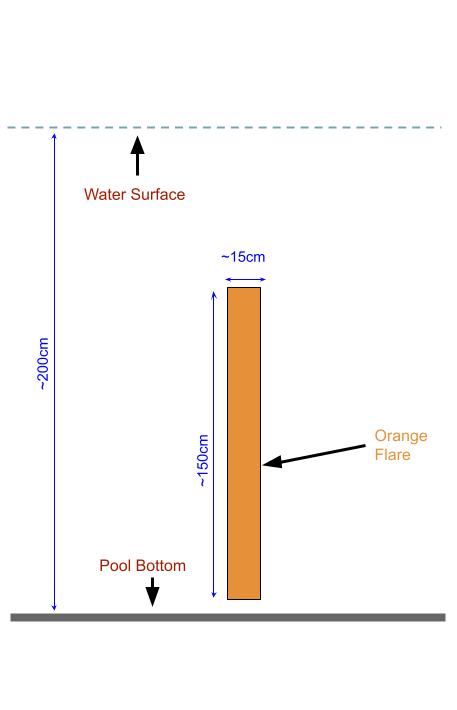 Water Surface
~15cm
~200cm
Orange
Flare
~150cm
Pool Bottom